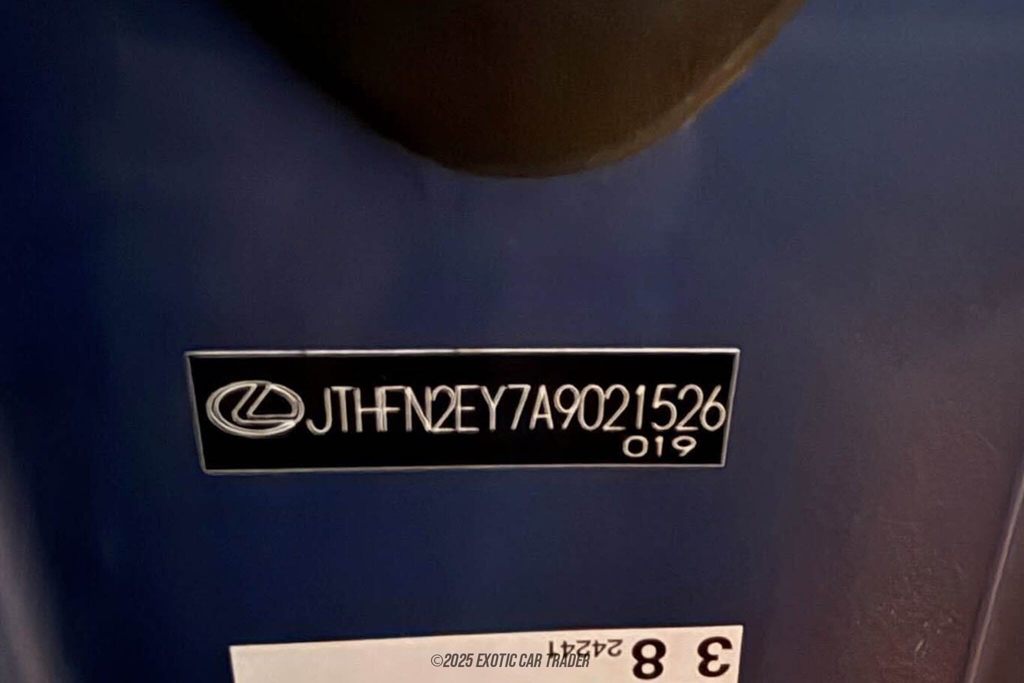 JTHFN2EY7A9021526
019
3 8 24241
©2025 EXOTIC CAR TRADER